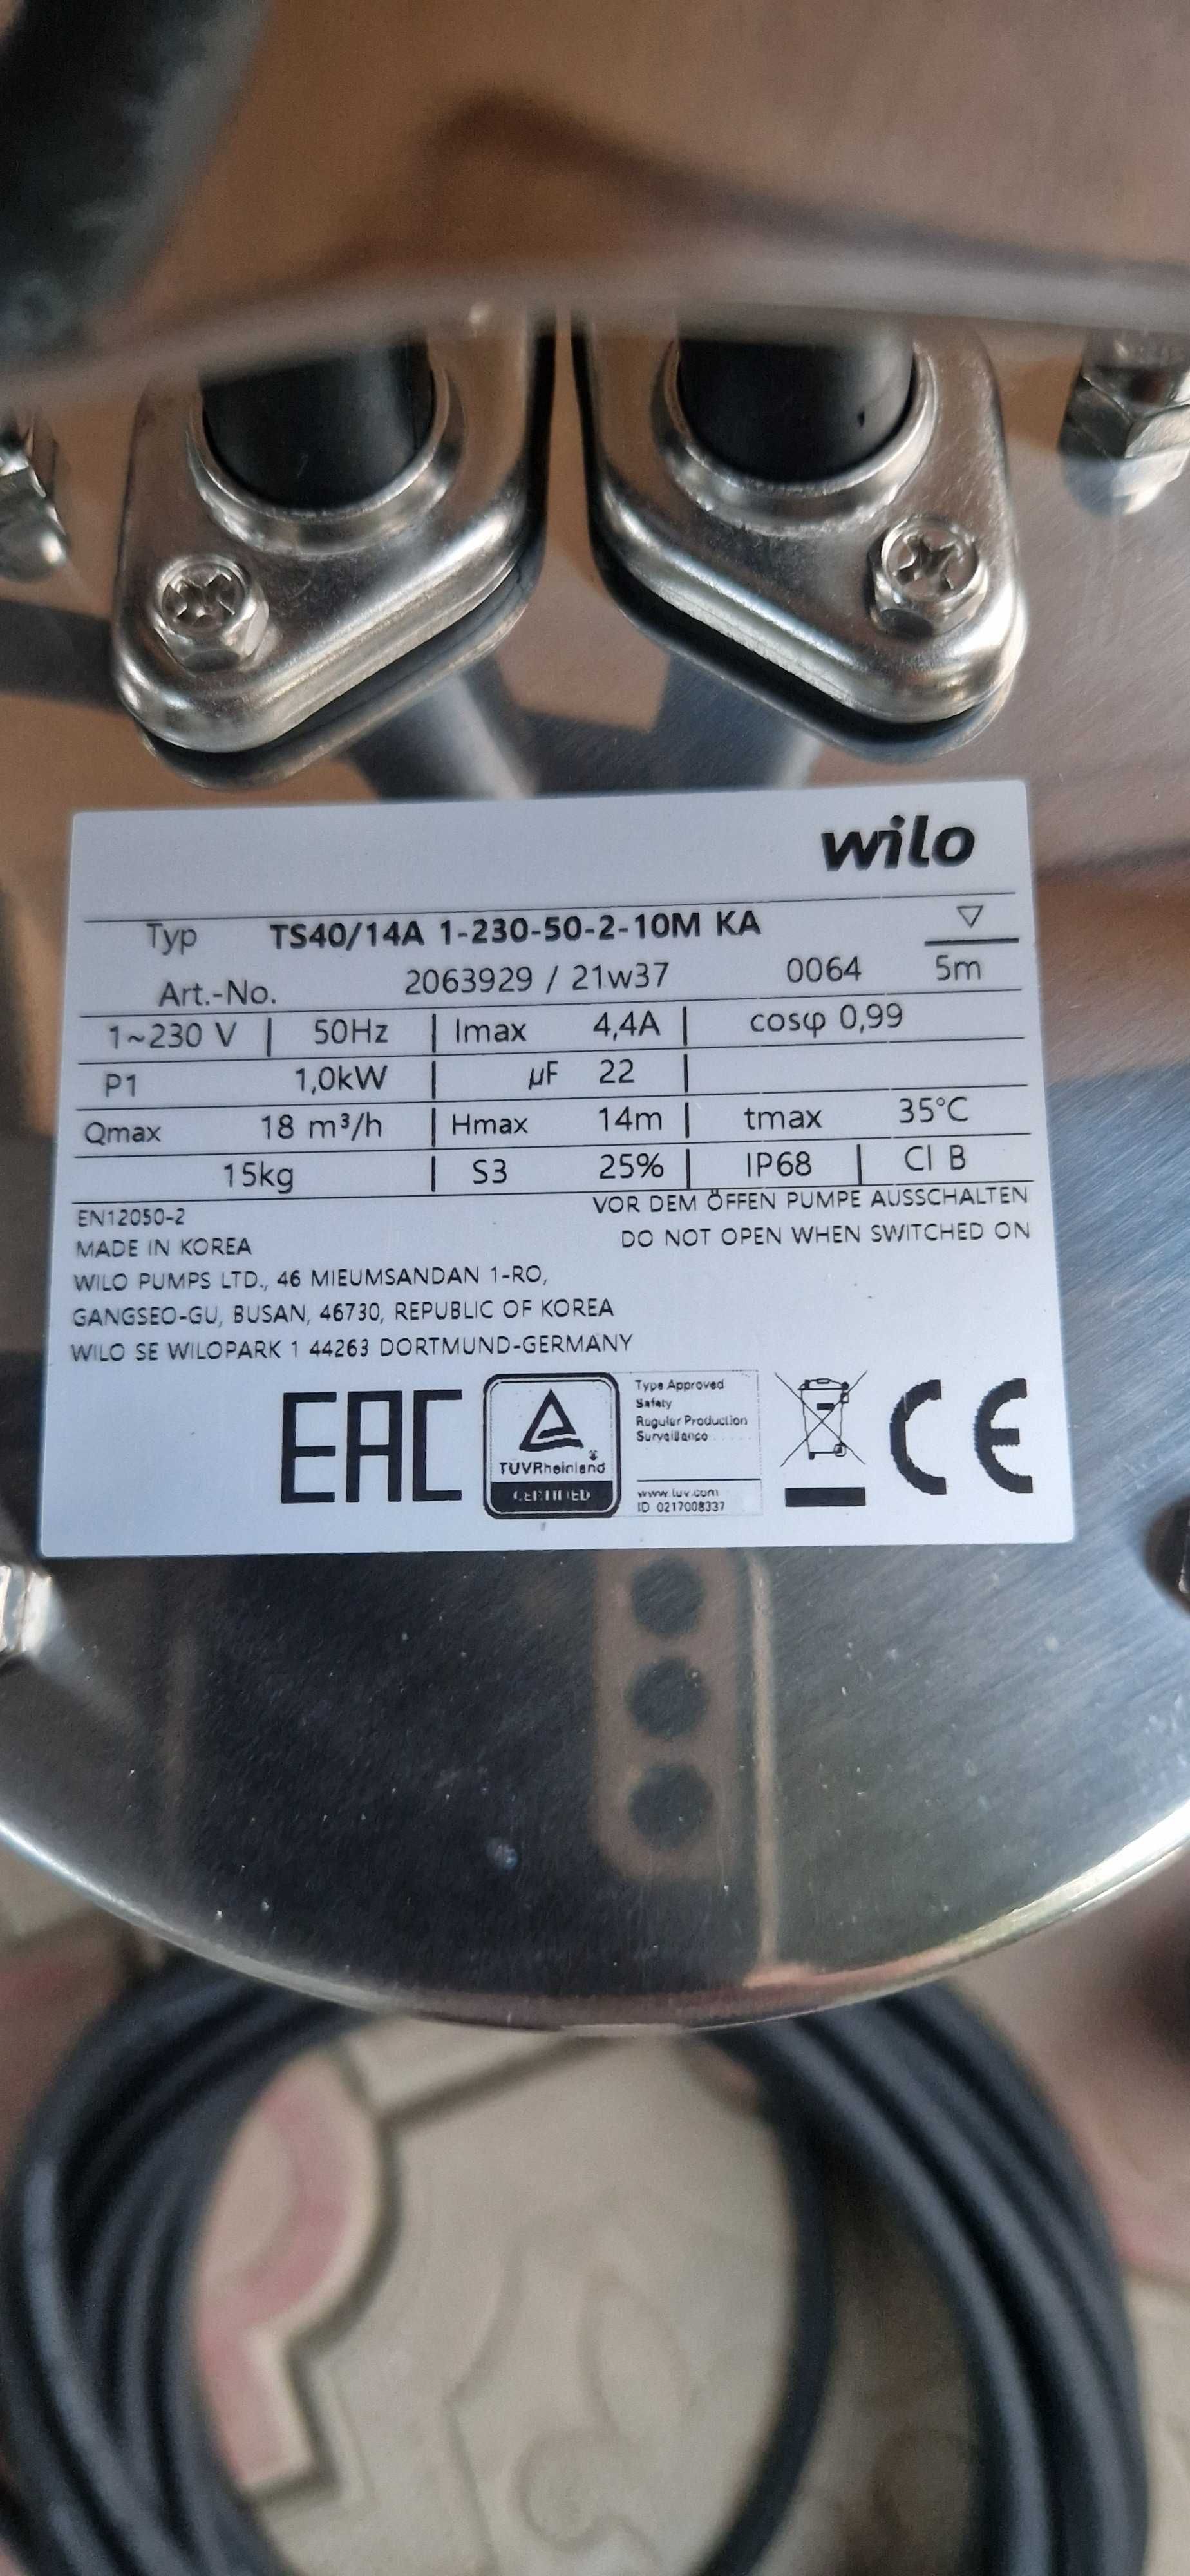 wilo
Typ TS40/14A 1-230-50-2-10M KA ▽
Art.-No. 2063929 / 21w37 0064 5m
1~230 V | 50Hz | Imax 4,4A | cosφ 0,99
P1 1,0kW | µF 22 |
Qmax 18 m³/h | Hmax 14m | tmax 35°C
15kg | S3 25% | IP68 | Cl B
EN12050-2 VOR DEM ÖFFEN PUMPE AUSSCHALTEN
MADE IN KOREA DO NOT OPEN WHEN SWITCHED ON
WILO PUMPS LTD., 46 MIEUMSANDAN 1-RO,
GANGSEO-GU, BUSAN, 46730, REPUBLIC OF KOREA
WILO SE WILOPARK 1 44263 DORTMUND-GERMANY
EAC
TÜVRheinland
CERTIFIED
Type Approved
Safety
Rugular Production
Surveillance
www.tuv.com
ID 0217008337
CE